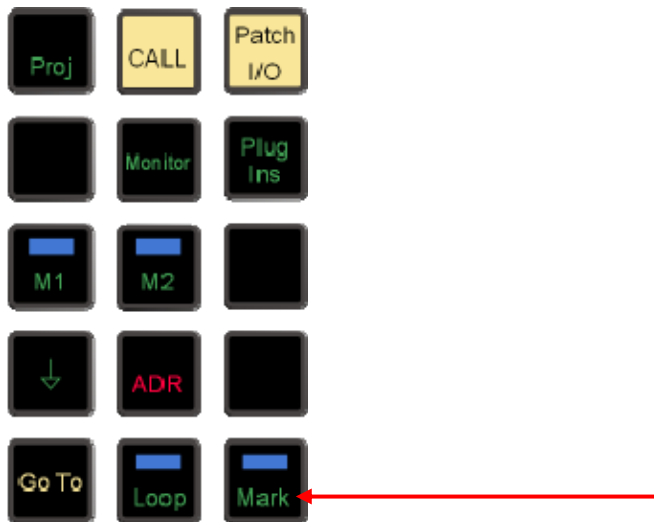 Proj
CALL
Patch
I/O
Monitor
Plug
Ins
M1
M2
ADR
Go To
Loop
Mark